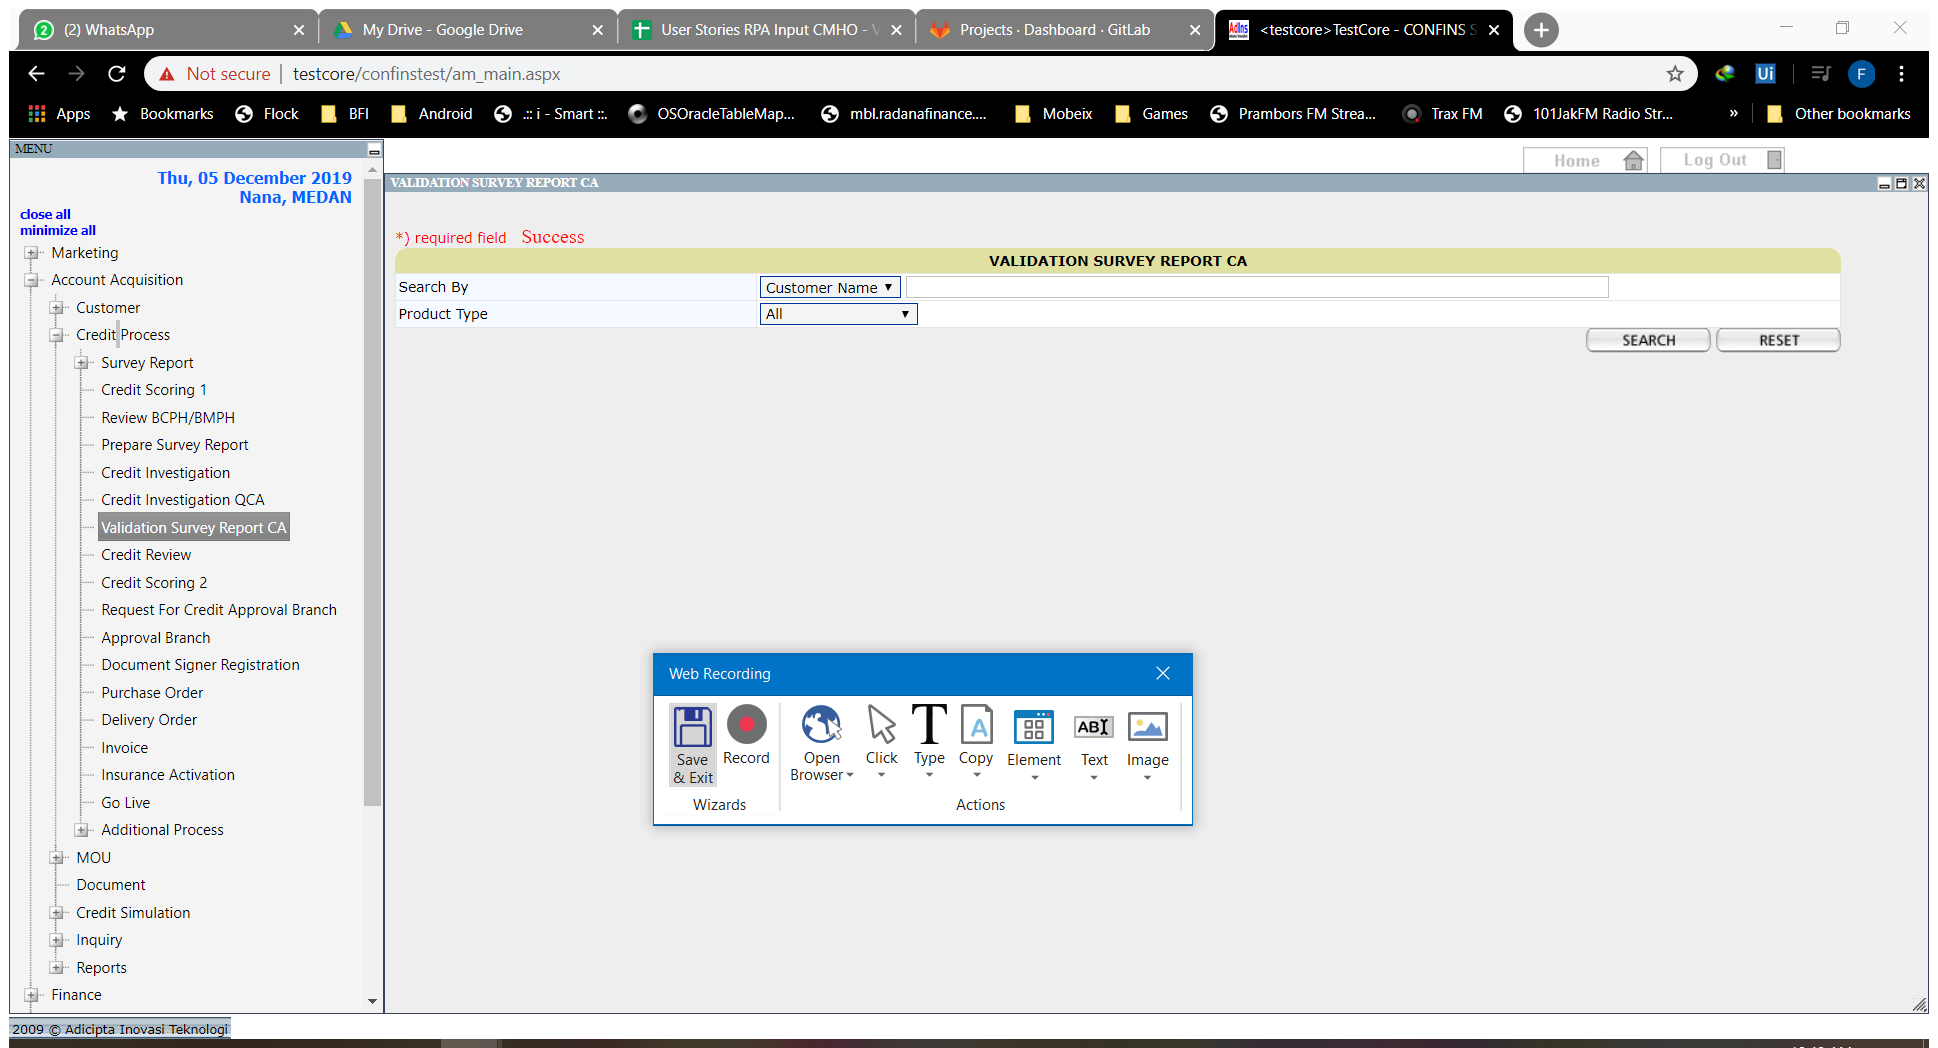 (2) WhatsApp
My Drive - Google Drive
User Stories RPA Input CMHO -
Projects · Dashboard · GitLab
<testcore>TestCore - CONFINS S
Not secure | testcore/confinstest/am_main.aspx
Ui
F
Apps Bookmarks Flock BFI Android .:: i - Smart ::. OSOracleTableMap... mbl.radanafinance.... Mobeix Games Prambors FM Strea... Trax FM 101JakFM Radio Str... » Other bookmarks
MENU
Thu, 05 December 2019
Nana, MEDAN
close all
minimize all
Marketing
Account Acquisition
Customer
Credit Process
Survey Report
Credit Scoring 1
Review BCPH/BMPH
Prepare Survey Report
Credit Investigation
Credit Investigation QCA
Validation Survey Report CA
Credit Review
Credit Scoring 2
Request For Credit Approval Branch
Approval Branch
Document Signer Registration
Purchase Order
Delivery Order
Invoice
Insurance Activation
Go Live
Additional Process
MOU
Document
Credit Simulation
Inquiry
Reports
Finance
2009 © Adicipta Inovasi Teknologi
Home
Log Out
VALIDATION SURVEY REPORT CA
*) required field Success
VALIDATION SURVEY REPORT CA
Search By Customer Name
Product Type All
SEARCH RESET
Web Recording
Save & Exit
Record
Open Browser
Click
Type
Copy
Element
Text
Image
Wizards
Actions